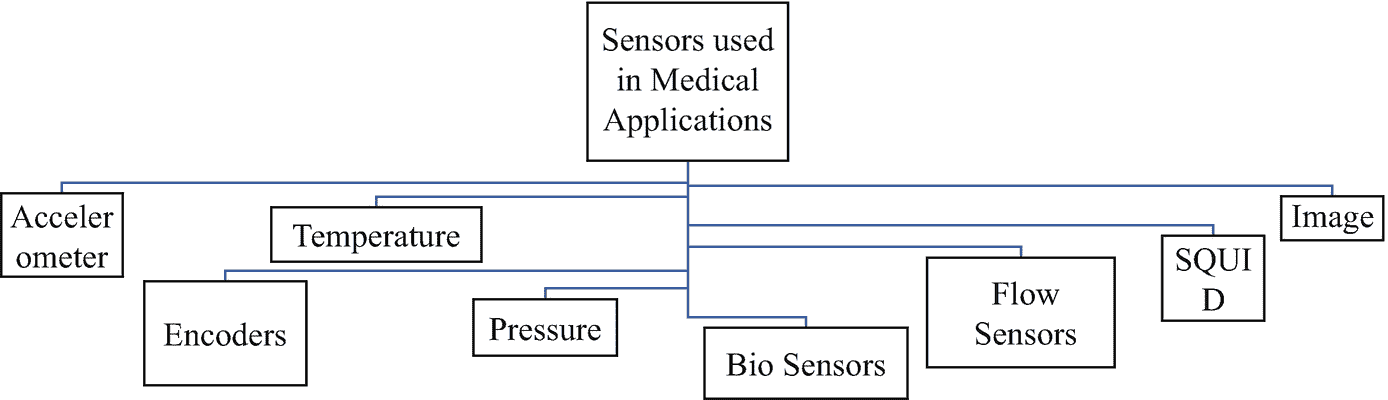 Sensors used
in Medical
Applications
Acceler
ometer
Temperature
Image
SQUI
D
Encoders
Pressure
Bio Sensors
Flow
Sensors